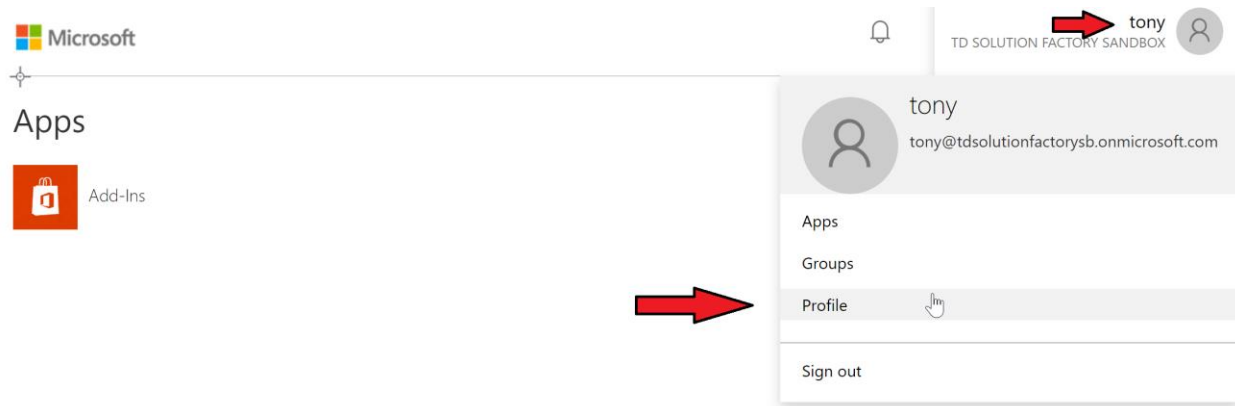 Microsoft
tony
TD SOLUTION FACTORY SANDBOX
Apps
Add-Ins
tony
tony@tdsolutionfactorysb.onmicrosoft.com
Apps
Groups
Profile
Sign out